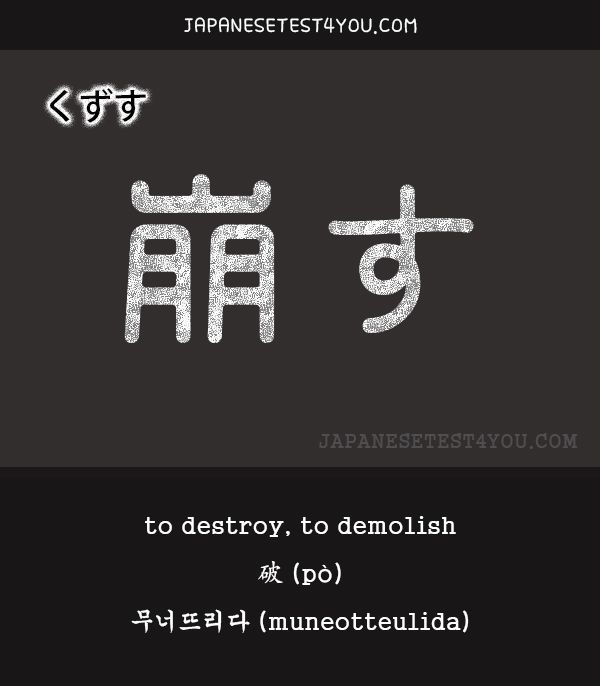 JAPANESETEST4YOU.COM
くずす
崩す
JAPANESETEST4YOU.COM
to destroy, to demolish
破 (pò)
무너뜨리다 (muneotteulida)